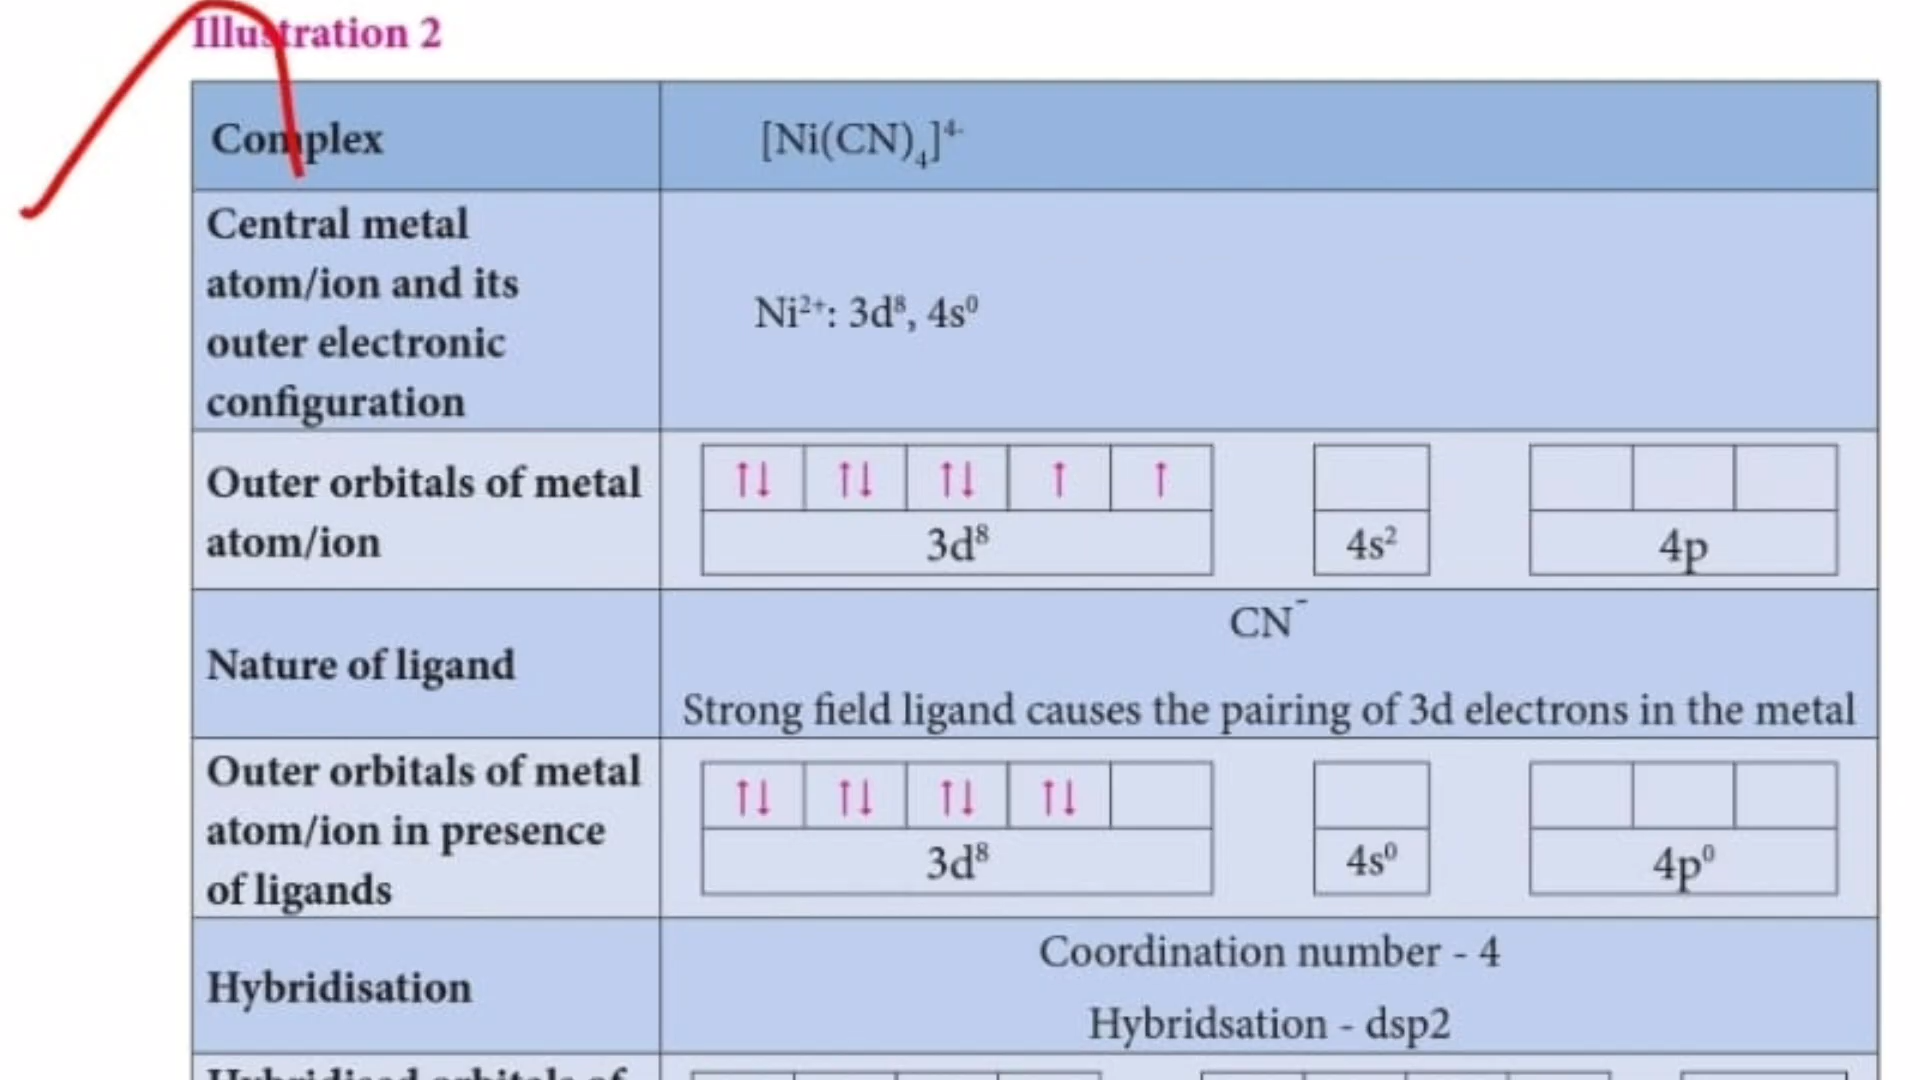 Illustration 2
Complex
[Ni(CN)₄]⁴⁻
Central metal
atom/ion and its
outer electronic
configuration
Ni²⁺: 3d⁸, 4s⁰
Outer orbitals of metal
atom/ion
↑↓ ↑↓ ↑↓ ↑ ↑
3d⁸
4s²
4p
Nature of ligand
CN⁻
Strong field ligand causes the pairing of 3d electrons in the metal
Outer orbitals of metal
atom/ion in presence
of ligands
↑↓ ↑↓ ↑↓ ↑↓
3d⁸
4s⁰
4p⁰
Hybridisation
Coordination number - 4
Hybridsation - dsp2
Hybridised orbitals of